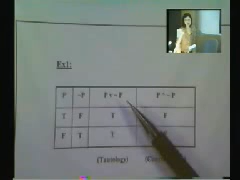 Ex1:
P ~P P v ~ P P ^ ~ P
T F T F
F T T
(Tautology)